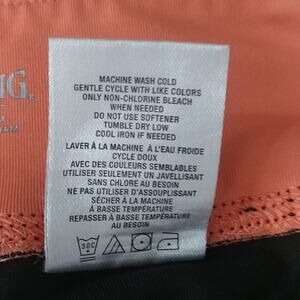 NG.
MACHINE WASH COLD
GENTLE CYCLE WITH LIKE COLORS
ONLY NON-CHLORINE BLEACH
WHEN NEEDED
DO NOT USE SOFTENER
TUMBLE DRY LOW
COOL IRON IF NEEDED
LAVER À LA MACHINE À L'EAU FROIDE
CYCLE DOUX
AVEC DES COULEURS SEMBLABLES
UTILISER SEULEMENT UN JAVELLISANT
SANS CHLORE AU BESOIN
NE PAS UTILISER D'ASSOUPLISSANT
SÉCHER À LA MACHINE
À BASSE TEMPÉRATURE
REPASSER À BASSE TEMPÉRATURE
AU BESOIN
30C